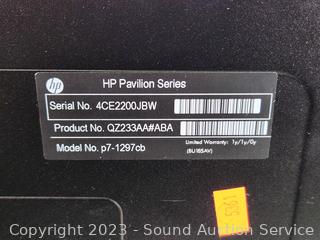 hp
HP Pavilion Series
Serial No. 4CE2200JBW
Product No. QZ233AA#ABA
Limited Warranty: 1y/1y/0y
Model No. p7-1297cb
(BU165AV)
Copyright 2023 - Sound Auction Service